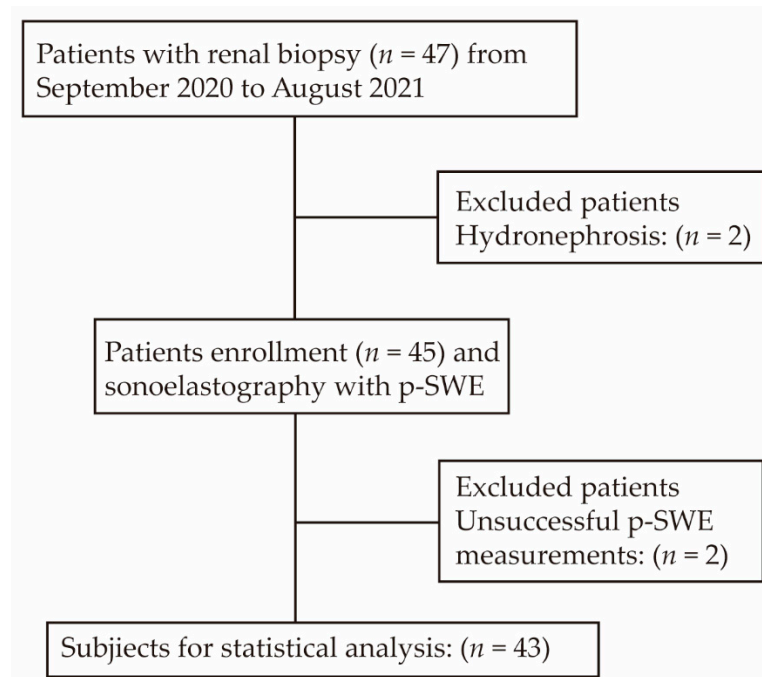 Patients with renal biopsy (n = 47) from
September 2020 to August 2021
Excluded patients
Hydronephrosis: (n = 2)
Patients enrollment (n = 45) and
sonoelastography with p-SWE
Excluded patients
Unsuccessful p-SWE
measurements: (n = 2)
Subjiects for statistical analysis: (n = 43)